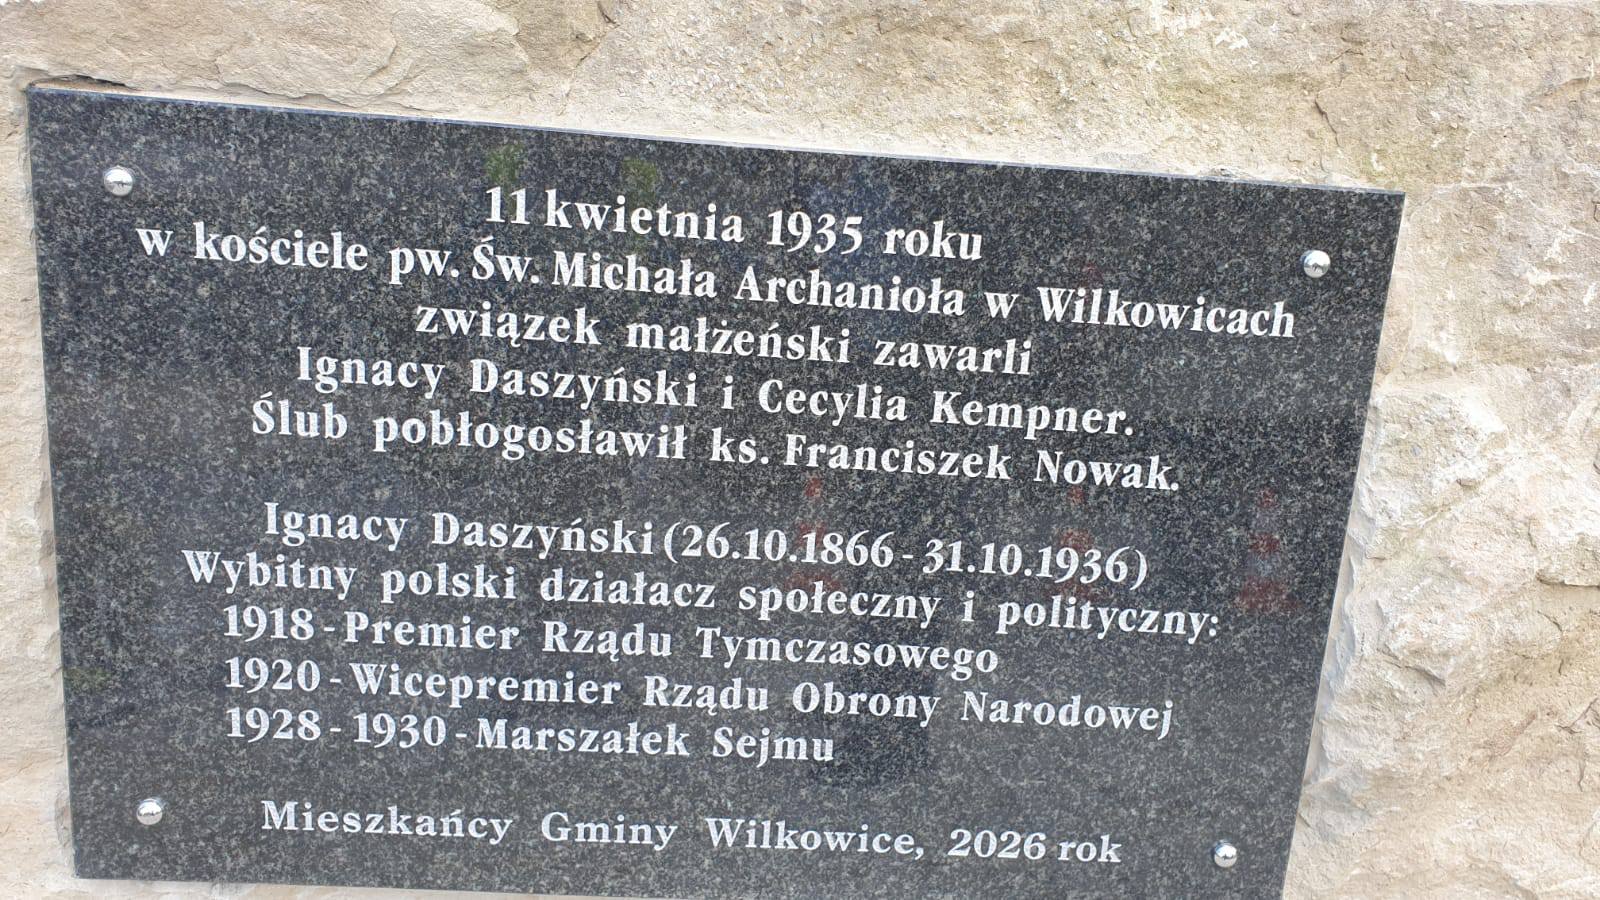 11 kwietnia 1935 roku
w kościele pw. Św. Michała Archanioła w Wilkowicach
związek małżeński zawarli
Ignacy Daszyński i Cecylia Kempner.
Ślub pobłogosławił ks. Franciszek Nowak.
Ignacy Daszyński (26.10.1866 - 31.10.1936)
Wybitny polski działacz społeczny i polityczny:
1918 - Premier Rządu Tymczasowego
1920 - Wicepremier Rządu Obrony Narodowej
1928 - 1930 - Marszałek Sejmu
Mieszkańcy Gminy Wilkowice, 2026 rok